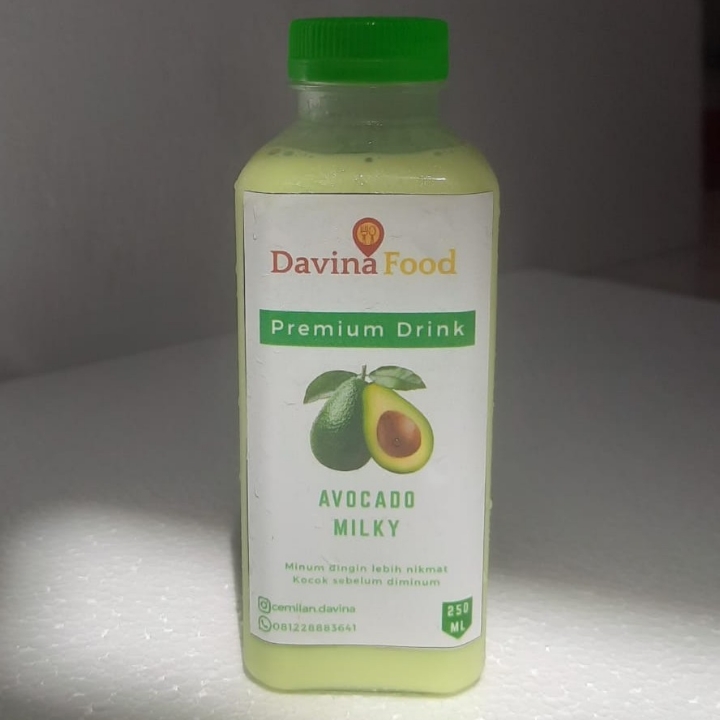 Davina Food
Premium Drink
AVOCADO
MILKY
Minum dingin lebih nikmat
Kocok sebelum diminum
cemilan.davina
081228883641
250
ML